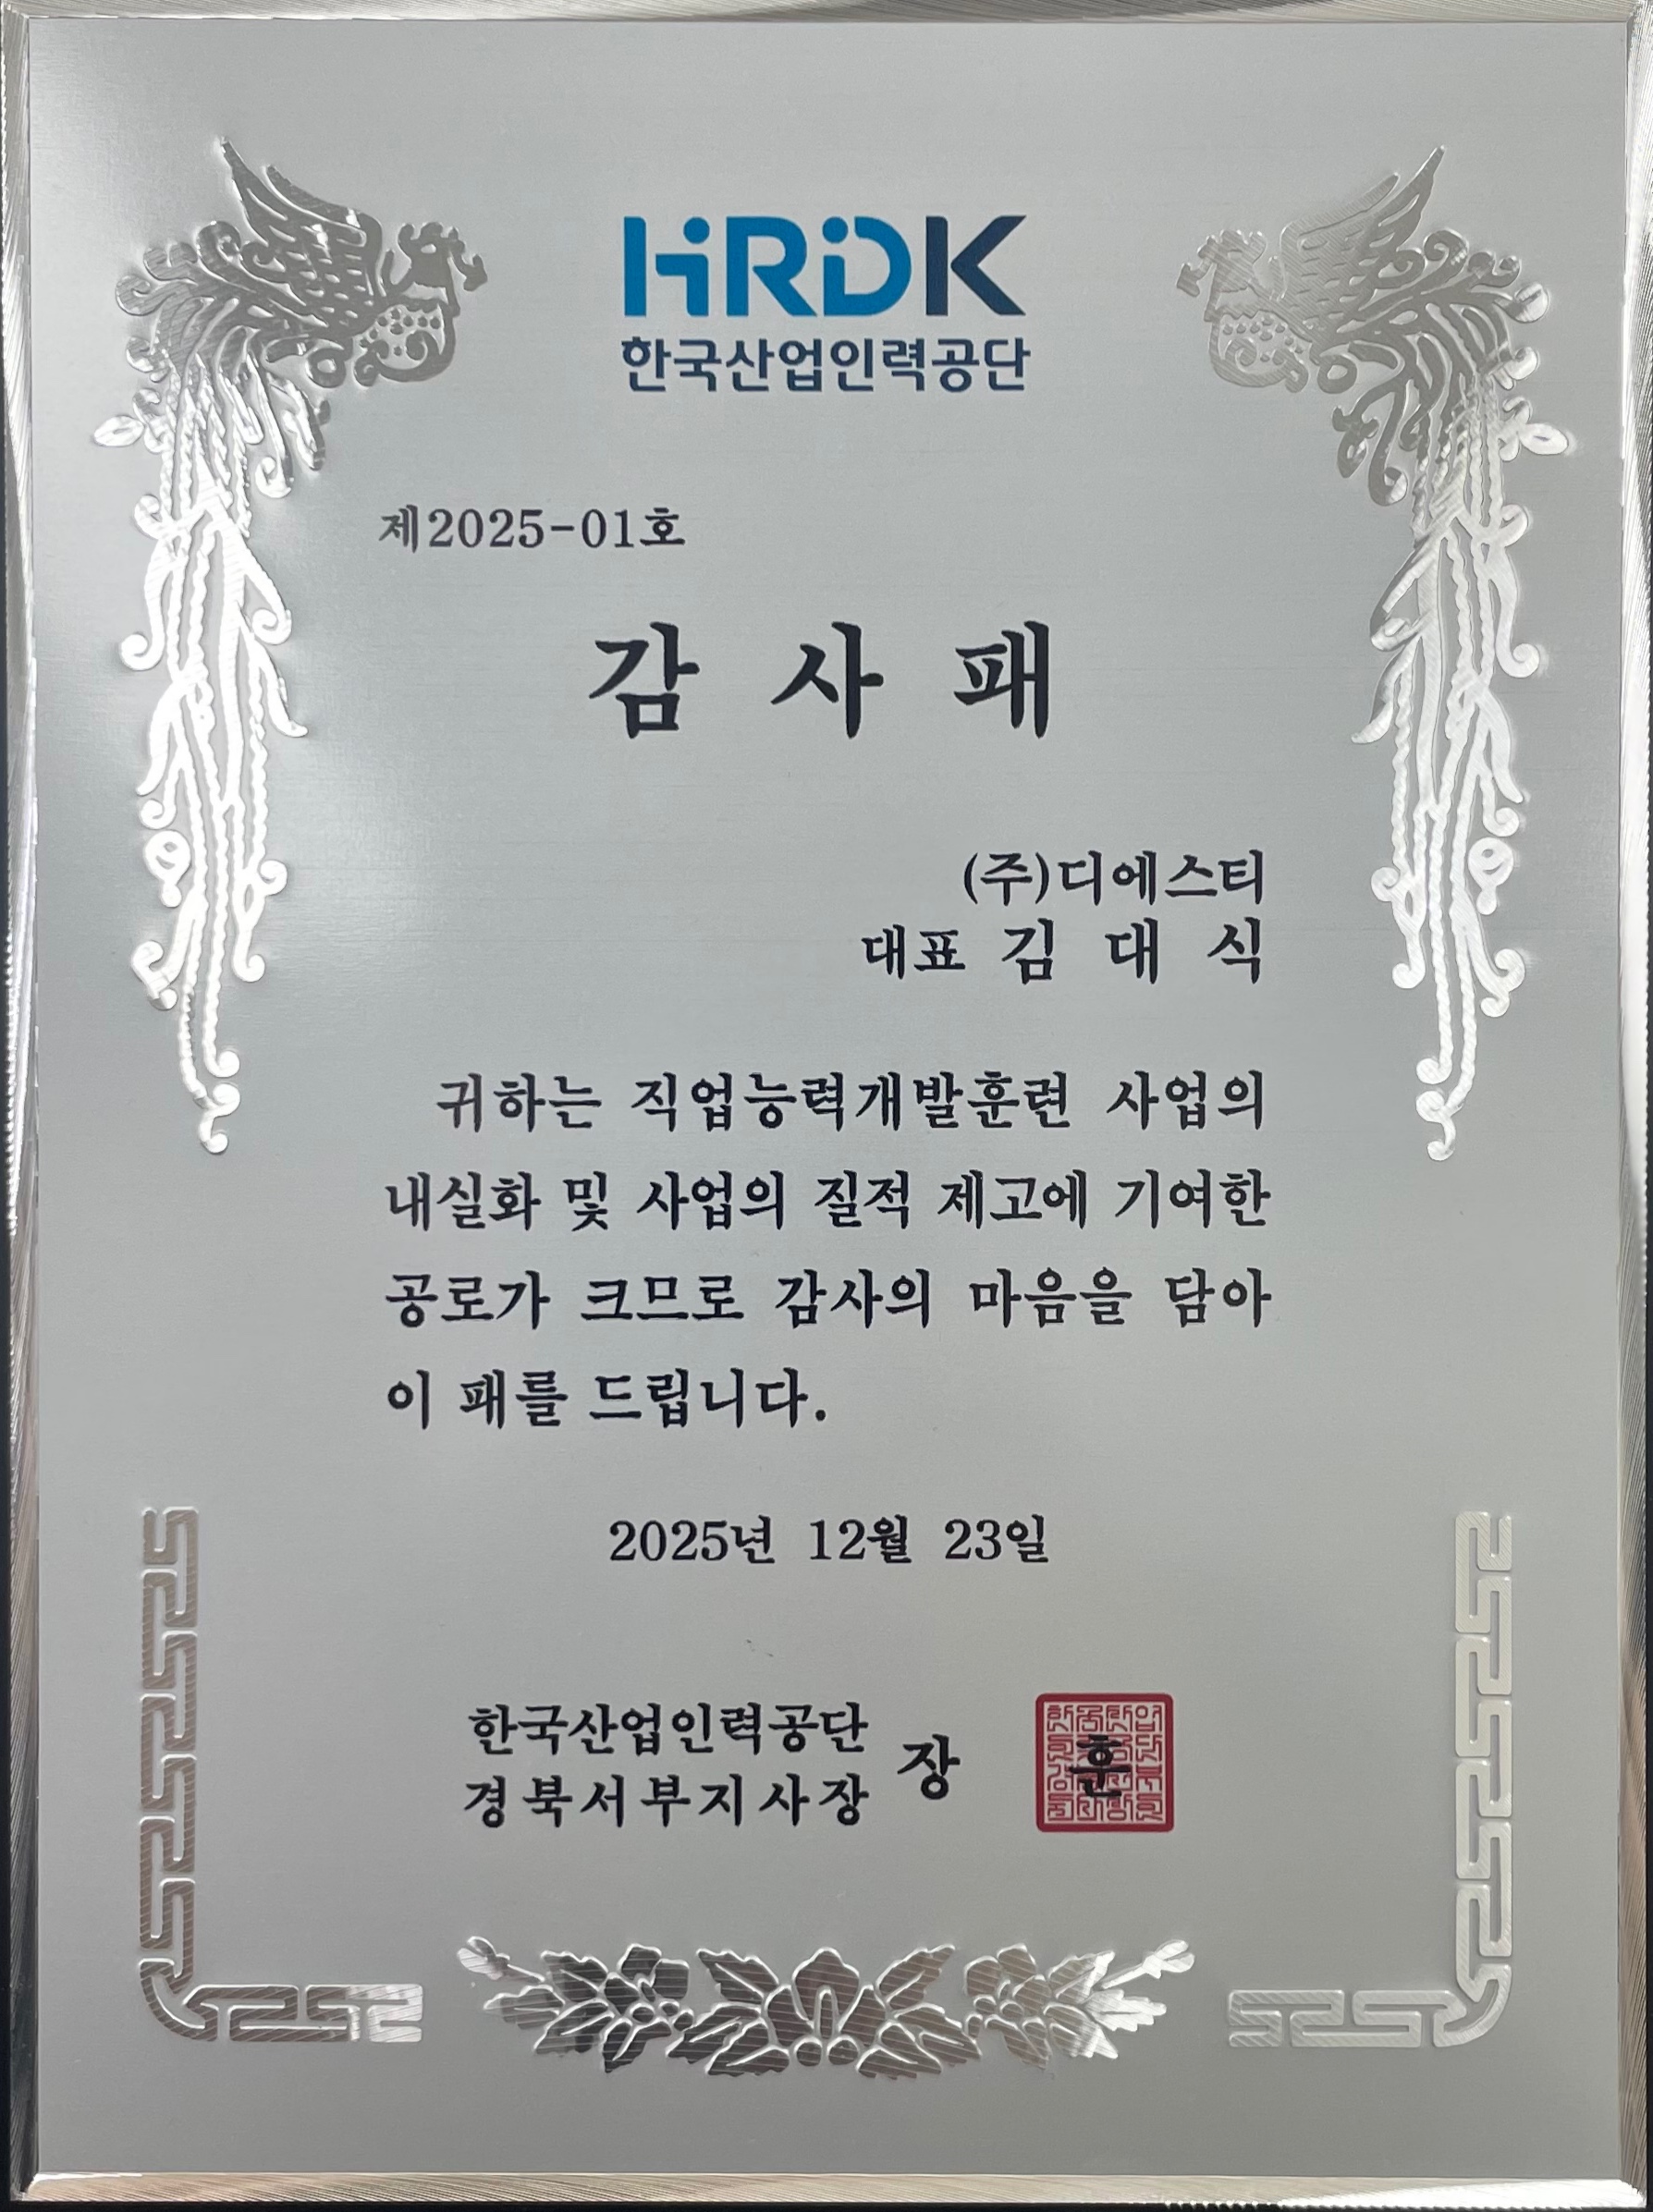 HRDK
한국산업인력공단
제2025-01호
감 사 패
(주)디에스티
대표 김 대 식
귀하는 직업능력개발훈련 사업의
내실화 및 사업의 질적 제고에 기여한
공로가 크므로 감사의 마음을 담아
이 패를 드립니다.
2025년 12월 23일
한국산업인력공단
경북서부지사장 장 훈